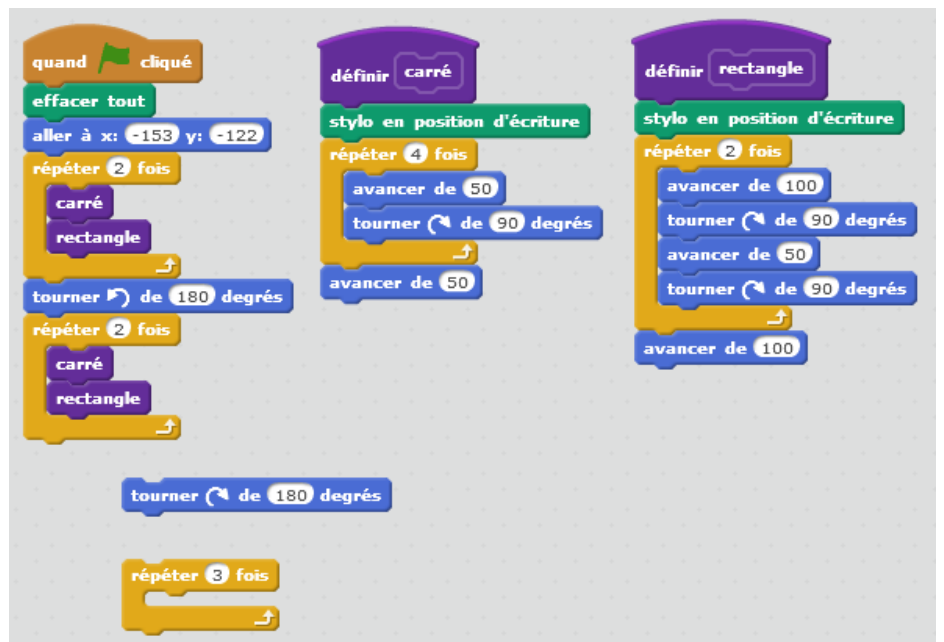 quand cliqué
effacer tout
aller à x: -153 y: -122
répéter 2 fois
carré
rectangle
tourner de 180 degrés
répéter 2 fois
carré
rectangle
définir carré
stylo en position d'écriture
répéter 4 fois
avancer de 50
tourner de 90 degrés
avancer de 50
définir rectangle
stylo en position d'écriture
répéter 2 fois
avancer de 100
tourner de 90 degrés
avancer de 50
tourner de 90 degrés
avancer de 100
tourner de 180 degrés
répéter 3 fois